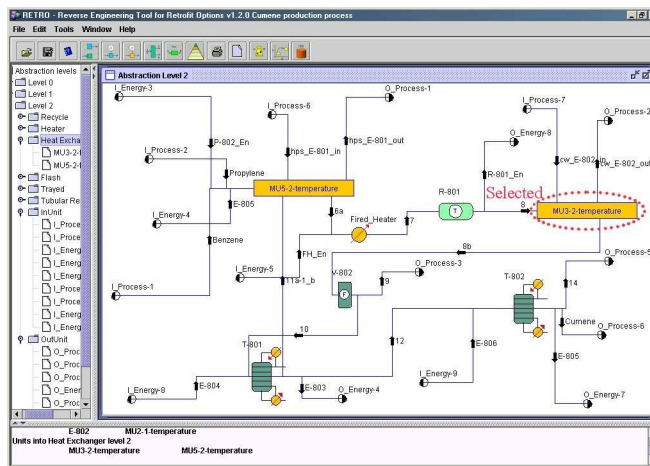 RETRO - Reverse Engineering Tool for Retrofit Options v1.2.0 Cumene production process
File Edit Tools Window Help
Abstraction levels
Level 0
Level 1
Level 2
Recycle
Heater
Heat Excha
MU3-2-t
MU5-2-t
Flash
Trayed
Tubular Re
InUnit
I_Proce
I_Proce
I_Energ
I_Energ
I_Proce
I_Proce
I_Proce
I_Energ
I_Energ
OutUnit
O_Proc
O_Proc
O_Proc
O_Ener
O_Proc
Abstraction Level 2
I_Energy-3
I_Process-6
O_Process-1
I_Process-7
O_Process-2
P-802_En
hps_E-801_in
hps_E-801_out
O_Energy-8
I_Process-2
Propylene
R-801_En
cw_E-802_in
cw_E-802_out
MU5-2-temperature
R-801
Selected
E-805
I_Energy-4
6a
Fired_Heater
7
T
8
MU3-2-temperature
Benzene
FH_En
8b
I_Energy-5
11a-1_b
V-802
F
9
O_Process-3
T-802
O_Process-5
14
I_Process-1
10
12
Cumene
O_Process-6
T-801
E-806
E-805
I_Energy-8
E-804
E-803
O_Energy-4
I_Energy-9
O_Energy-7
E-802 MU2-1-temperature
Units into Heat Exchanger level 2
MU3-2-temperature MU5-2-temperature